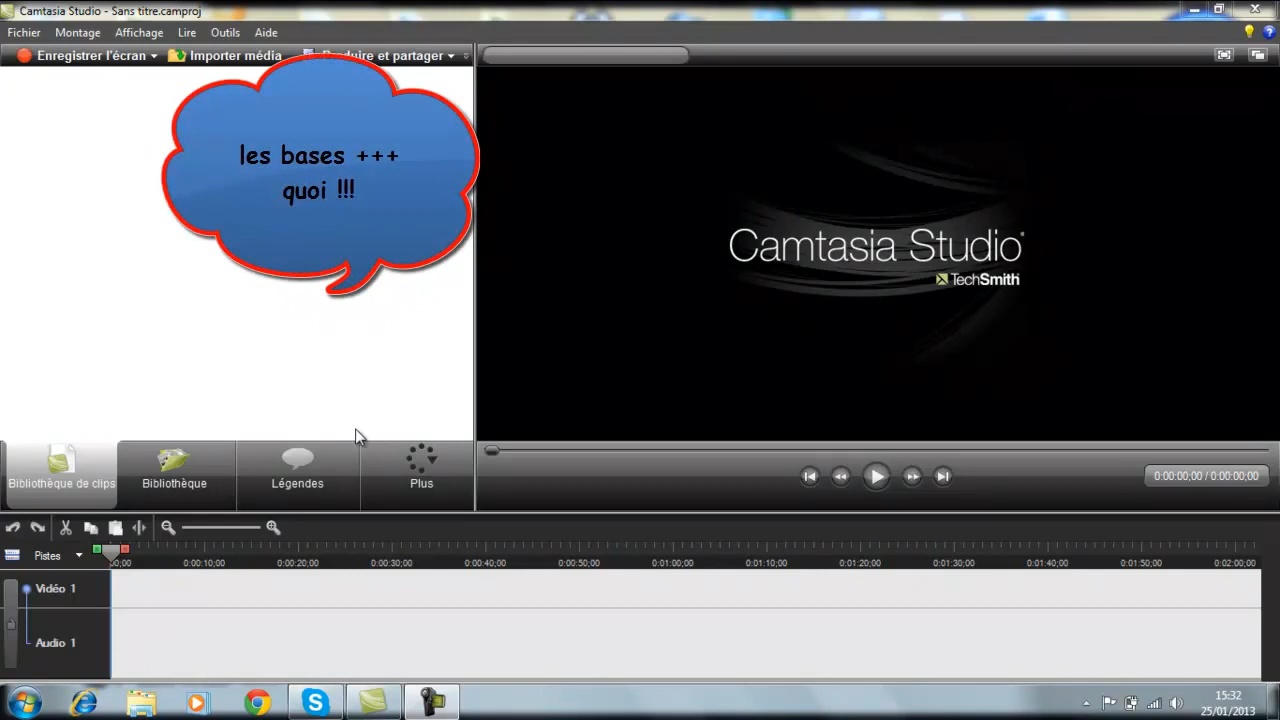 Camtasia Studio - Sans titre.camproj
Fichier Montage Affichage Lire Outils Aide
Enregistrer l'écran Importer média Produire et partager
les bases +++
quoi !!!
Camtasia Studio
TechSmith
Bibliothèque de clips Bibliothèque Légendes Plus
0:00:00;00 / 0:00:00;00
Pistes
00;00 0:00:10;00 0:00:20;00 0:00:30;00 0:00:40;00 0:00:50;00 0:01:00;00 0:01:10;00 0:01:20;00 0:01:30;00 0:01:40;00 0:01:50;00 0:02:00;00
Vidéo 1
Audio 1
15:32
25/01/2013